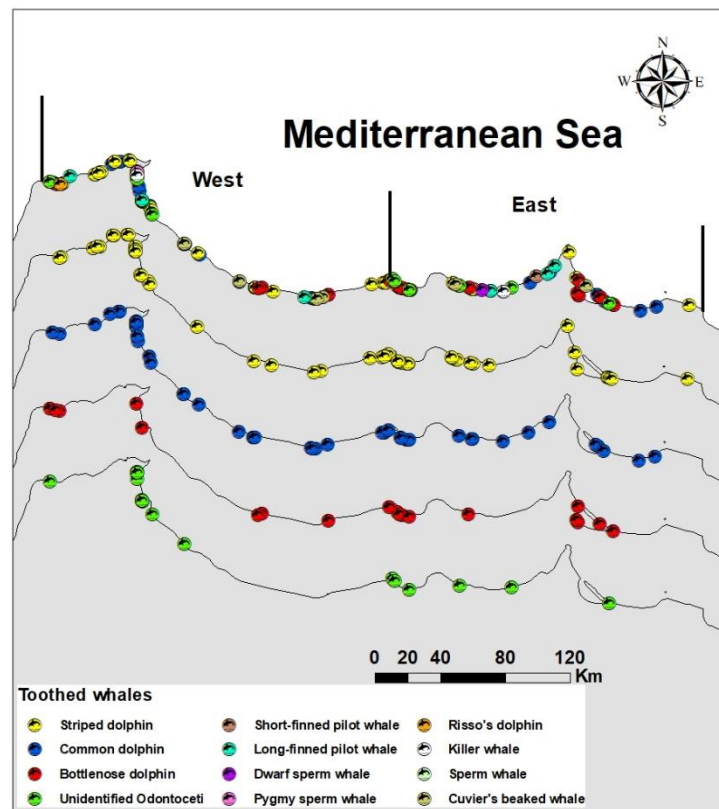 N
W E
S
Mediterranean Sea
West
East
0 20 40 80 120
Km
Toothed whales
Striped dolphin
Common dolphin
Bottlenose dolphin
Unidentified Odontoceti
Short-finned pilot whale
Long-finned pilot whale
Dwarf sperm whale
Pygmy sperm whale
Risso's dolphin
Killer whale
Sperm whale
Cuvier's beaked whale